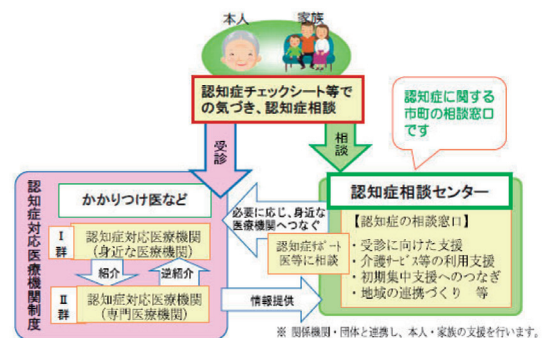 本人
家族
認知症チェックシート等で
の気づき、認知症相談
受診
相談
認知症に関する
市町の相談窓口
です
認知症対応医療機関制度
かかりつけ医など
Ⅰ群
認知症対応医療機関
(身近な医療機関)
紹介
逆紹介
Ⅱ群
認知症対応医療機関
(専門医療機関)
必要に応じ、身近な
医療機関へつなぐ
認知症ｻﾎﾟｰﾄ
医等に相談
情報提供
認知症相談センター
【認知症の相談窓口】
・受診に向けた支援
・介護ｻｰﾋﾞｽ等の利用支援
・初期集中支援へのつなぎ
・地域の連携づくり 等
※ 関係機関・団体と連携し、本人・家族の支援を行います。